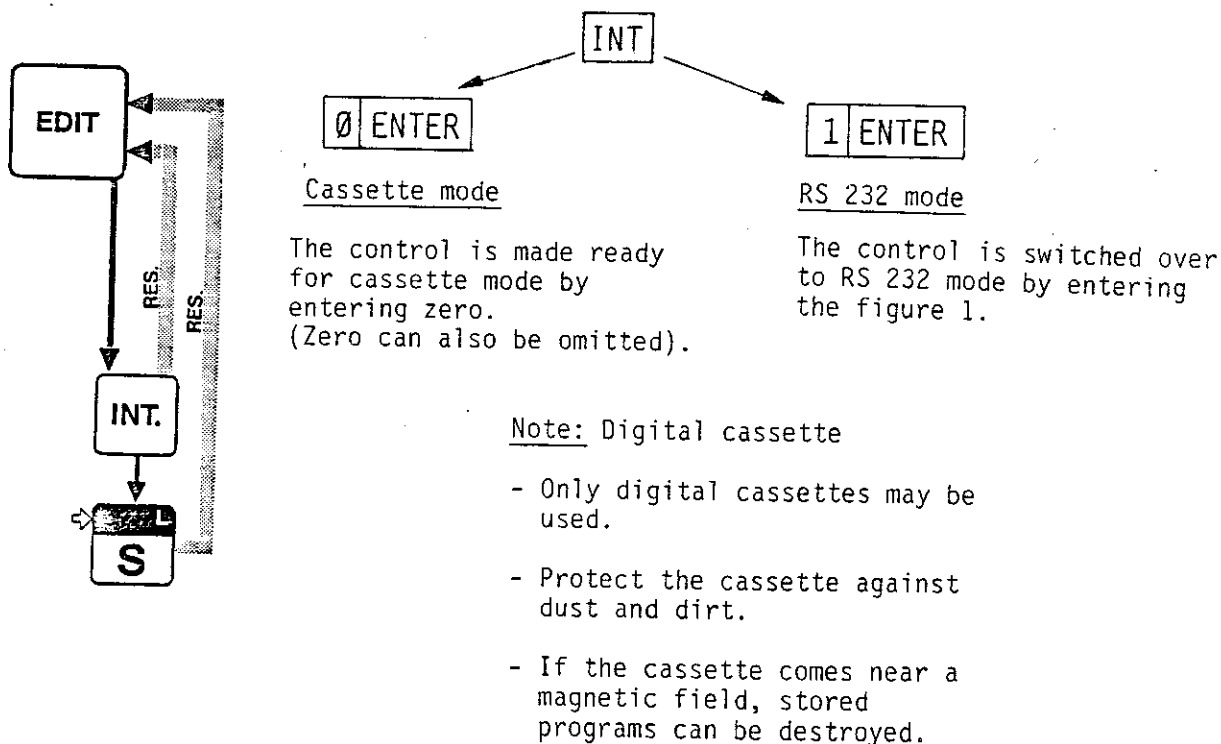 INT
EDIT
Ø ENTER
1 ENTER
Cassette mode
RS 232 mode
The control is made ready
for cassette mode by
entering zero.
(Zero can also be omitted).
The control is switched over
to RS 232 mode by entering
the figure 1.
RES.
RES.
INT.
L
S
Note: Digital cassette
- Only digital cassettes may be
used.
- Protect the cassette against
dust and dirt.
- If the cassette comes near a
magnetic field, stored
programs can be destroyed.